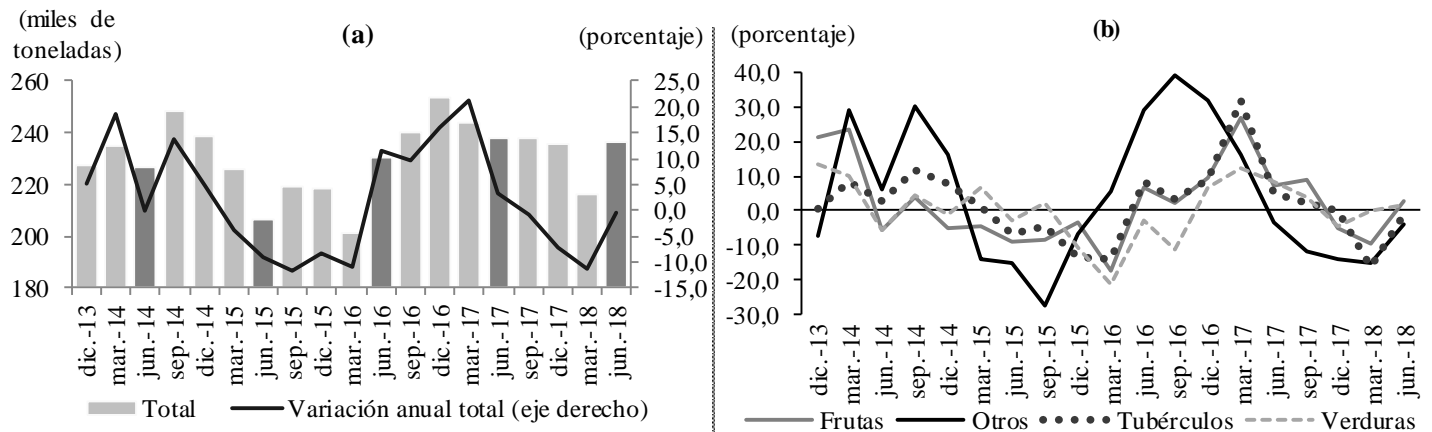 (miles de
toneladas)
(a)
(porcentaje)
260
240
220
200
180
25,0
20,0
15,0
10,0
5,0
0,0
-5,0
-10,0
-15,0
dic.-13
mar.-14
jun.-14
sep.-14
dic.-14
mar.-15
jun.-15
sep.-15
dic.-15
mar.-16
jun.-16
sep.-16
dic.-16
mar.-17
jun.-17
sep.-17
dic.-17
mar.-18
jun.-18
Total
Variación anual total (eje derecho)
(porcentaje)
(b)
40,0
30,0
20,0
10,0
0,0
-10,0
-20,0
-30,0
dic.-13
mar.-14
jun.-14
sep.-14
dic.-14
mar.-15
jun.-15
sep.-15
dic.-15
mar.-16
jun.-16
sep.-16
dic.-16
mar.-17
jun.-17
sep.-17
dic.-17
mar.-18
jun.-18
Frutas
Otros
Tubérculos
Verduras